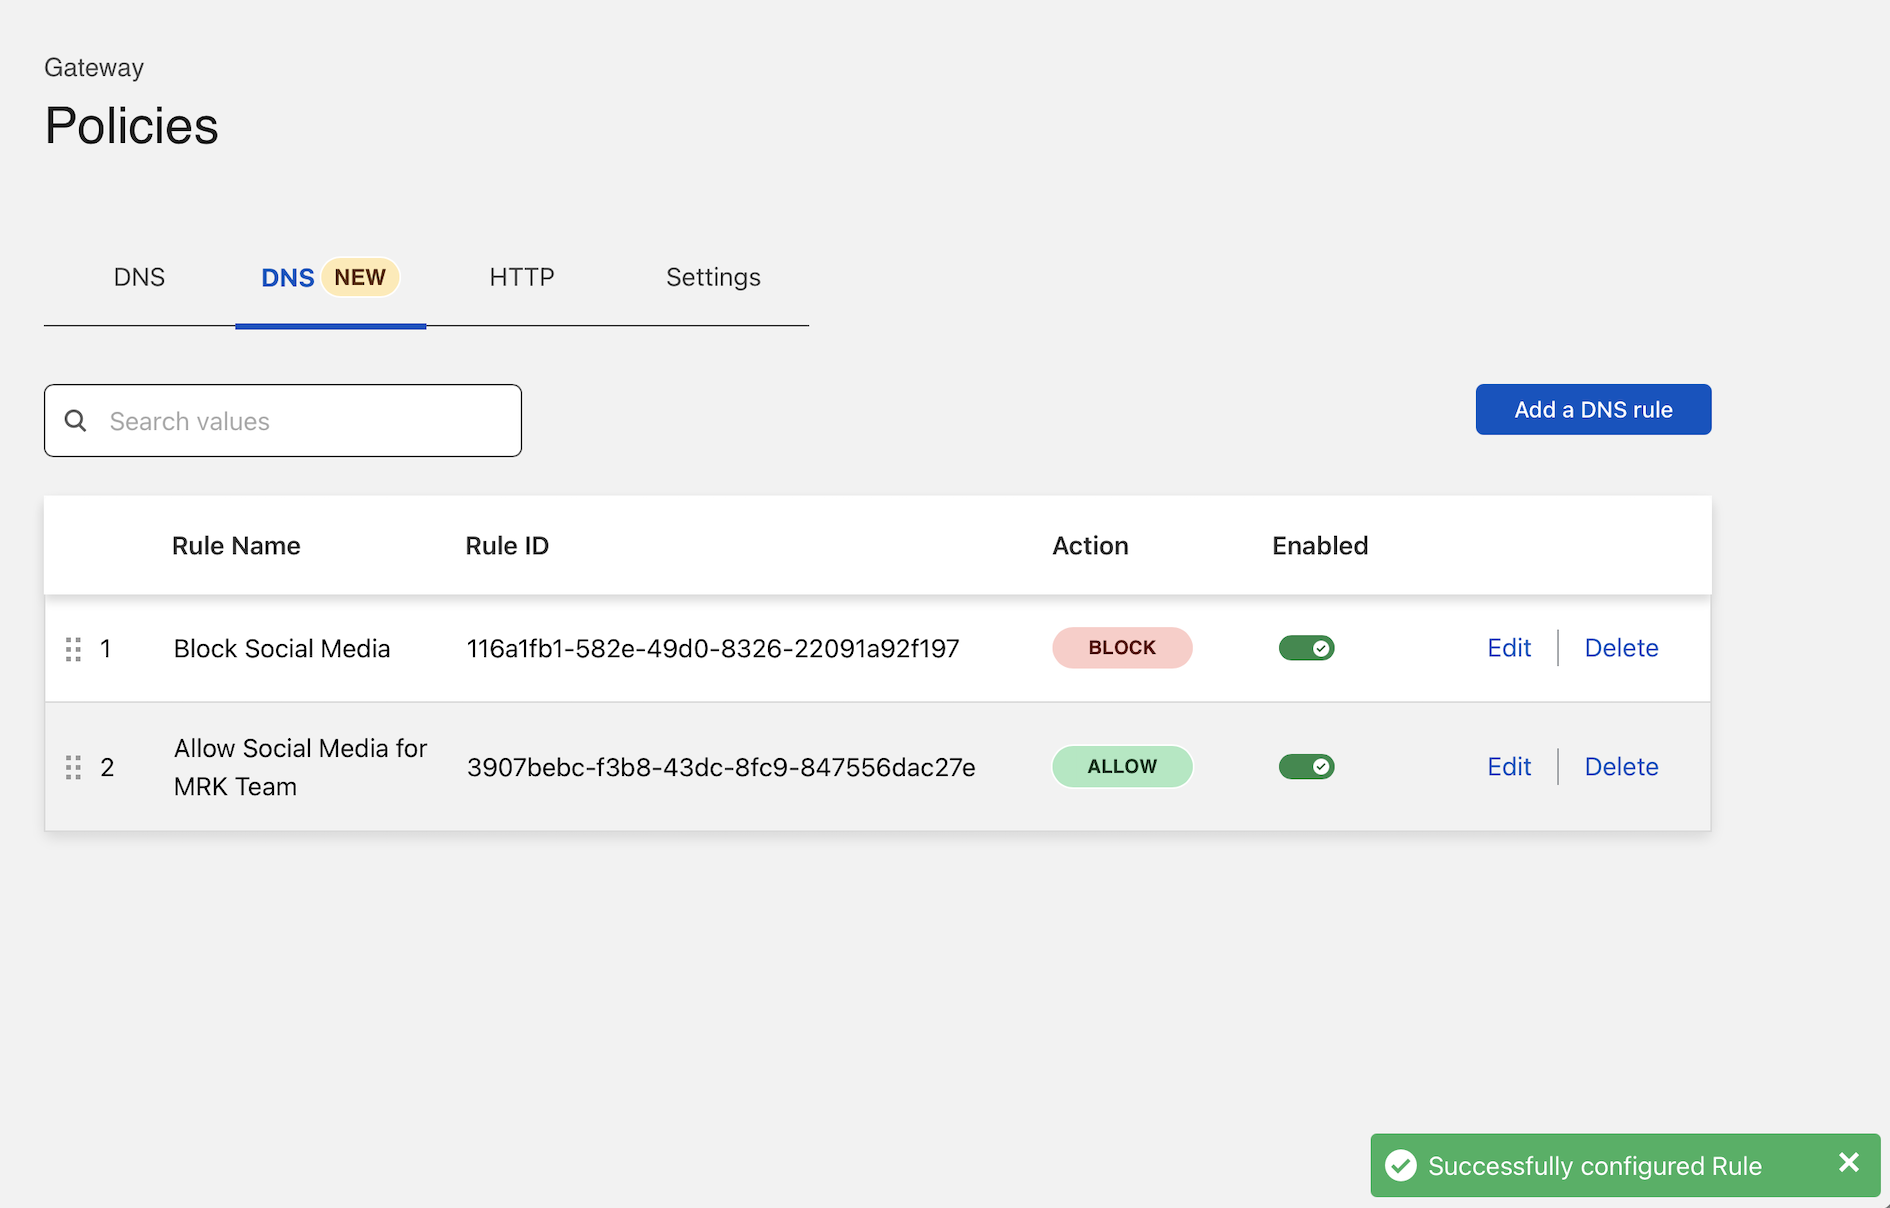 Gateway
Policies
DNS DNS NEW HTTP Settings
Search values
Add a DNS rule
Rule Name Rule ID Action Enabled
1 Block Social Media 116a1fb1-582e-49d0-8326-22091a92f197 BLOCK Edit Delete
2 Allow Social Media for
MRK Team 3907bebc-f3b8-43dc-8fc9-847556dac27e ALLOW Edit Delete
Successfully configured Rule